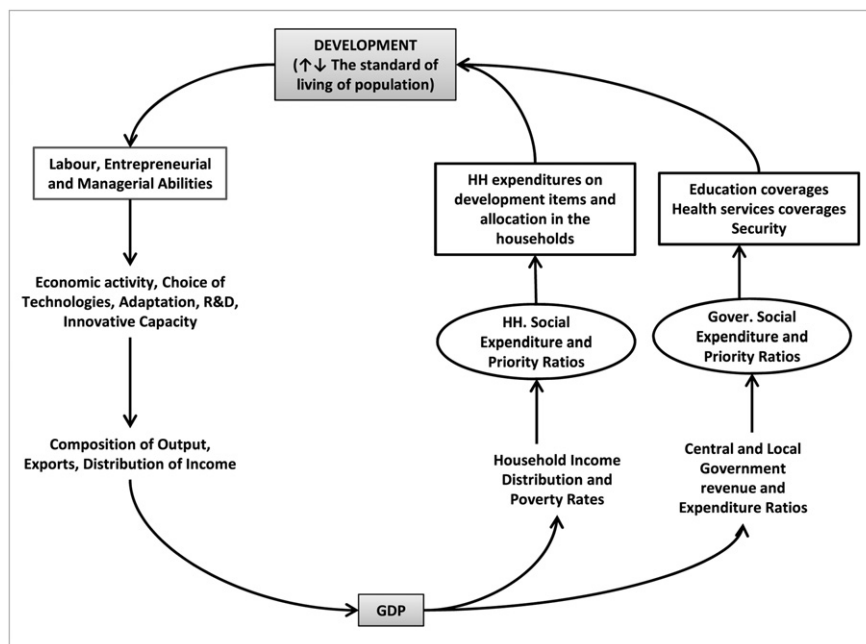 DEVELOPMENT
(↑↓ The standard of
living of population)
Labour, Entrepreneurial
and Managerial Abilities
Economic activity, Choice of
Technologies, Adaptation, R&D,
Innovative Capacity
Composition of Output,
Exports, Distribution of Income
GDP
HH expenditures on
development items and
allocation in the
households
HH. Social
Expenditure and
Priority Ratios
Household Income
Distribution and
Poverty Rates
Education coverages
Health services coverages
Security
Gover. Social
Expenditure and
Priority Ratios
Central and Local
Government
revenue and
Expenditure Ratios